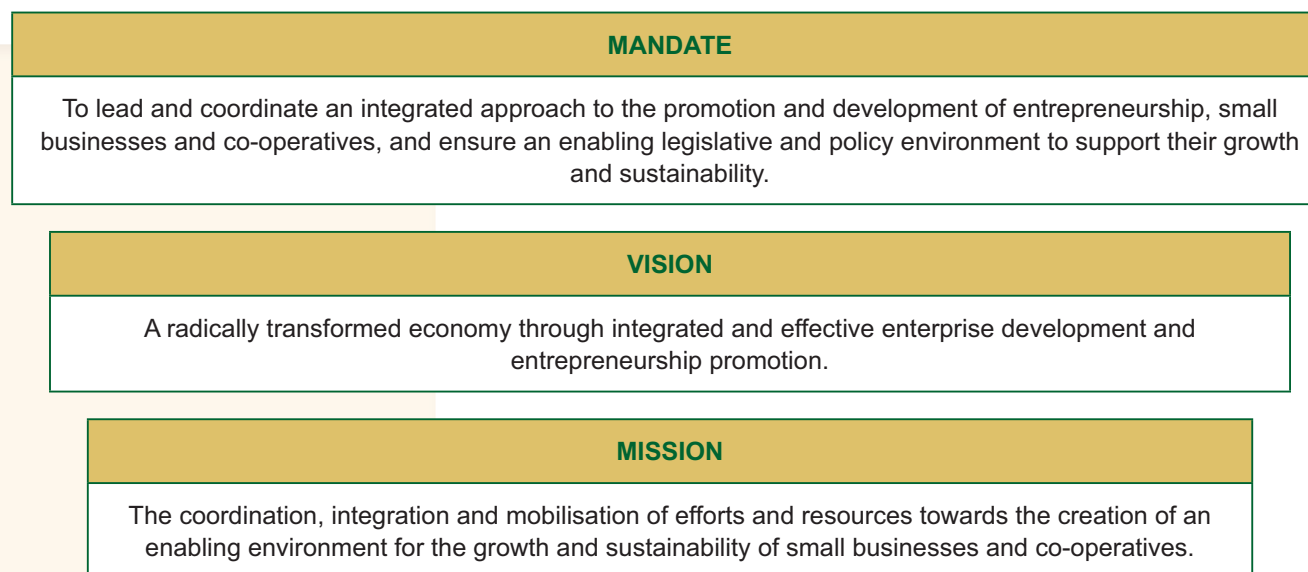 MANDATE
To lead and coordinate an integrated approach to the promotion and development of entrepreneurship, small
businesses and co-operatives, and ensure an enabling legislative and policy environment to support their growth
and sustainability.
VISION
A radically transformed economy through integrated and effective enterprise development and
entrepreneurship promotion.
MISSION
The coordination, integration and mobilisation of efforts and resources towards the creation of an
enabling environment for the growth and sustainability of small businesses and co-operatives.